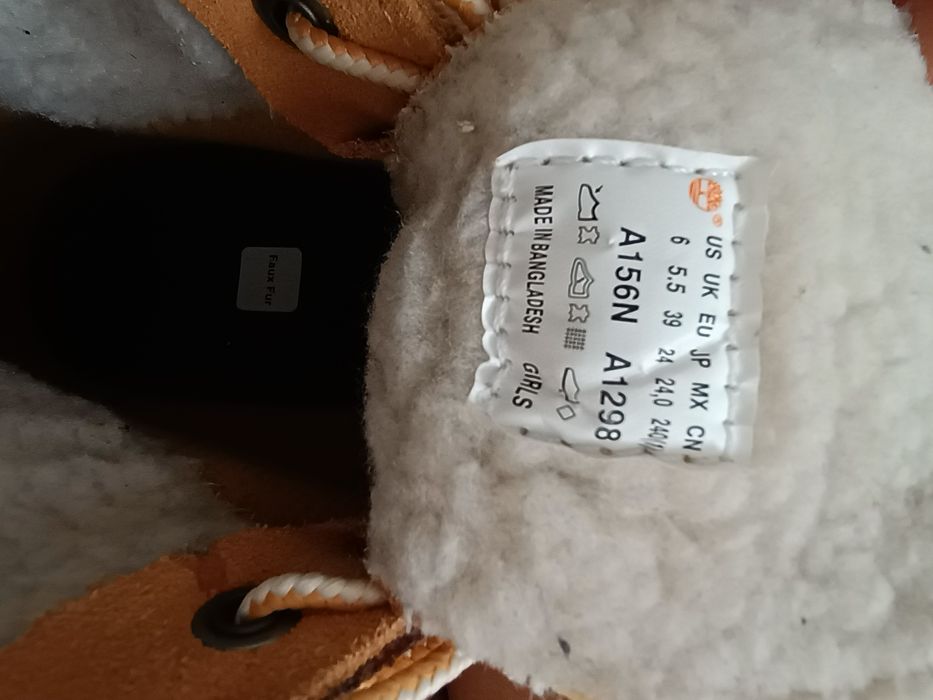 US UK EU JP MX CN
6 5.5 39 24 24,0
A156N A1298
MADE IN BANGLADESH GIRLS
Faux Fur